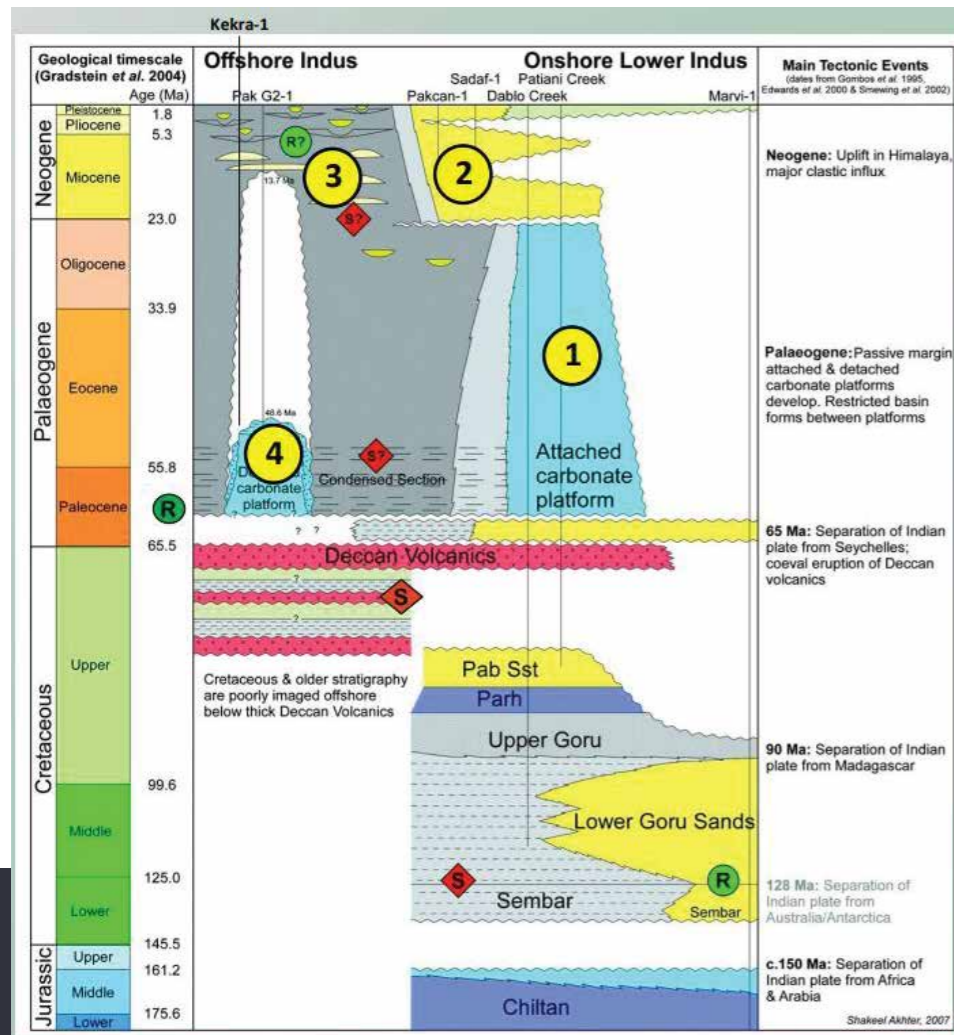 Kekra-1
Geological timescale
(Gradstein et al. 2004)
Age (Ma)
Offshore Indus
Pak G2-1
Onshore Lower Indus
Sadaf-1 Patiani Creek
Pakcan-1 Dablo Creek
Marvi-1
Main Tectonic Events
(dates from Gombos et al. 1995,
Edwards et al. 2000 & Smewing et al. 2002)
Neogene
Pleistocene
1.8
Pliocene
5.3
Miocene
23.0
R?
3
2
13.7 Ma
S?
Neogene: Uplift in Himalaya,
major clastic influx
Palaeogene
Oligocene
33.9
Eocene
55.8
Paleocene
R
65.5
1
48.6 Ma
4
carbonate
platform
S?
Condensed Section
Attached
carbonate
platform
? ? ?
Palaeogene: Passive margin
attached & detached
carbonate platforms
develop. Restricted basin
forms between platforms
65 Ma: Separation of Indian
plate from Seychelles;
coeval eruption of Deccan
volcanics
Deccan Volcanics
?
S
?
Cretaceous
Upper
99.6
Middle
125.0
Lower
145.5
Cretaceous & older stratigraphy
are poorly imaged offshore
below thick Deccan Volcanics
Pab Sst
Parh
Upper Goru
Lower Goru Sands
S
R
Sembar
Sembar
90 Ma: Separation of Indian
plate from Madagascar
128 Ma: Separation of
Indian plate from
Australia/Antarctica
Jurassic
Upper
161.2
Middle
175.6
Lower
Chiltan
c.150 Ma: Separation of
Indian plate from Africa
& Arabia
Shakeel Akhter, 2007